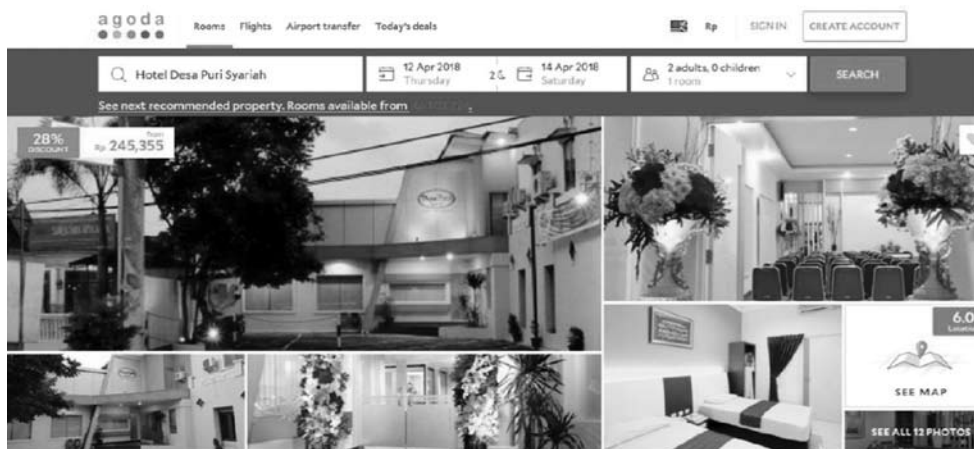 agoda
Rooms Flights Airport transfer Today's deals
Rp SIGN IN CREATE ACCOUNT
Hotel Desa Puri Syariah
12 Apr 2018
Thursday
2
14 Apr 2018
Saturday
2 adults, 0 children
1 room
SEARCH
See next recommended property. Rooms available from
28%
DISCOUNT
from
Rp 245,355
6.0
SEE MAP
SEE ALL 12 PHOTOS